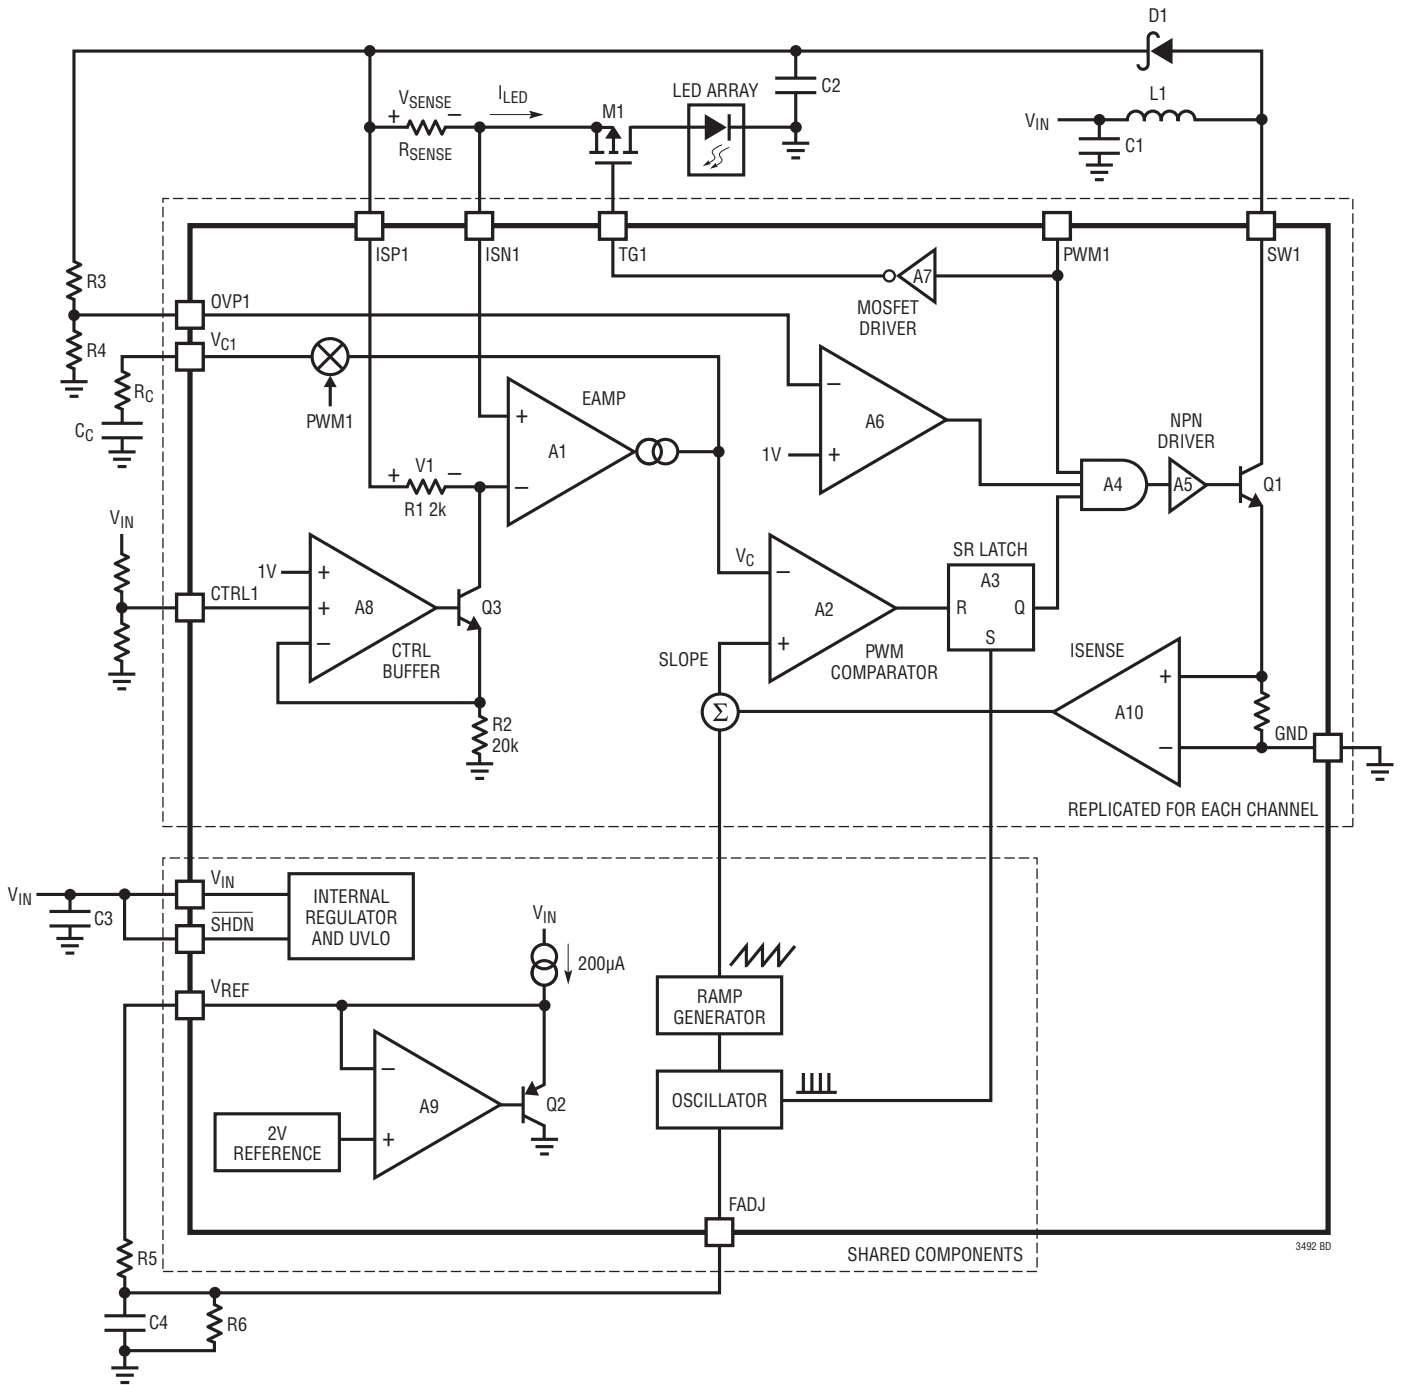 D1
C2
LED ARRAY
L1
VSENSE
+ −
RSENSE
ILED
M1
VIN
C1
ISP1
ISN1
TG1
PWM1
SW1
A7
MOSFET
DRIVER
R3
OVP1
R4
VC1
RC
CC
PWM1
EAMP
+
A1
−
V1
+ −
R1 2k
−
A6
1V
+
NPN
DRIVER
A4
A5
Q1
VIN
1V
+
CTRL1
+
A8
−
CTRL
BUFFER
Q3
R2
20k
VC
−
A2
+
SLOPE
PWM
COMPARATOR
SR LATCH
A3
R Q
S
Σ
ISENSE
+
A10
−
GND
REPLICATED FOR EACH CHANNEL
VIN
C3
VIN
SHDN
INTERNAL
REGULATOR
AND UVLO
VREF
VIN
200µA
−
A9
+
Q2
2V
REFERENCE
RAMP
GENERATOR
OSCILLATOR
FADJ
SHARED COMPONENTS
3492 BD
R5
C4
R6